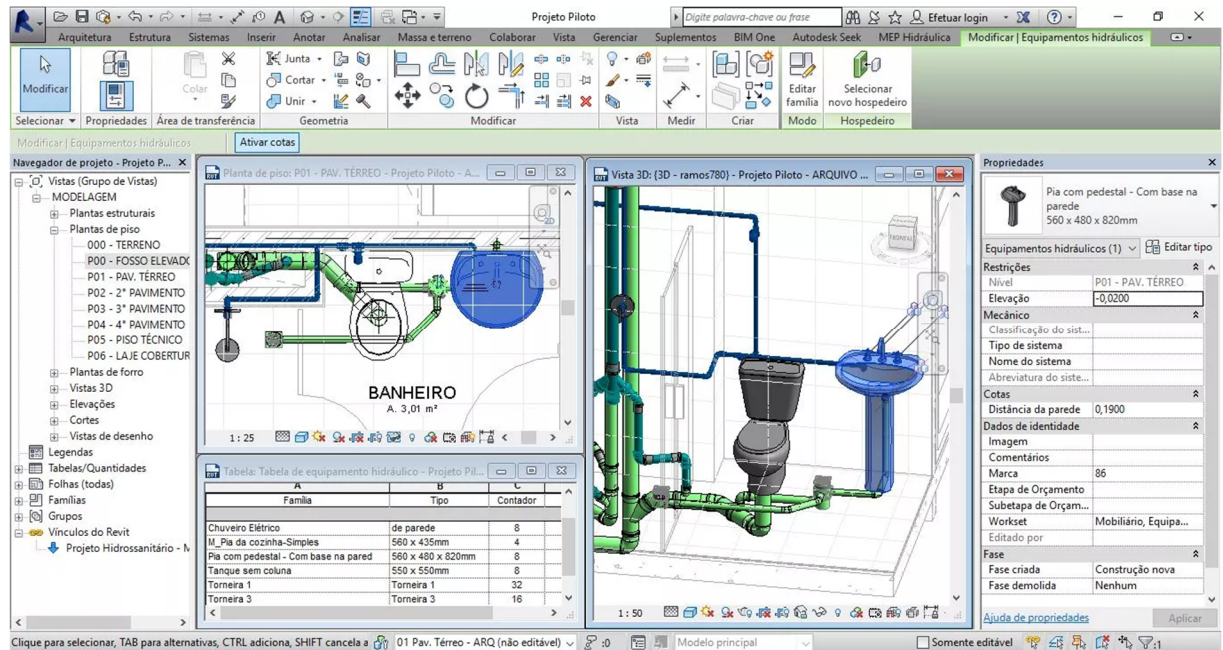 Projeto Piloto
Digite palavra-chave ou frase
Efetuar login
Arquitetura Estrutura Sistemas Inserir Anotar Analisar Massa e terreno Colaborar Vista Gerenciar Suplementos BIM One Autodesk Seek MEP Hidráulica Modificar | Equipamentos hidráulicos
Modificar
Colar
Junta
Cortar
Unir
Editar família
Selecionar novo hospedeiro
Selecionar Propriedades Área de transferência Geometria Modificar Vista Medir Criar Modo Hospedeiro
Modificar | Equipamentos hidráulicos
Ativar cotas
Navegador de projeto - Projeto P...
Vistas (Grupo de Vistas)
MODELAGEM
Plantas estruturais
Plantas de piso
000 - TERRENO
P00 - FOSSO ELEVADO
P01 - PAV. TÉRREO
P02 - 2° PAVIMENTO
P03 - 3° PAVIMENTO
P04 - 4° PAVIMENTO
P05 - PISO TÉCNICO
P06 - LAJE COBERTUR
Plantas de forro
Vistas 3D
Elevações
Cortes
Vistas de desenho
Legendas
Tabelas/Quantidades
Folhas (todas)
Famílias
Grupos
Vínculos do Revit
Projeto Hidrossanitário - M
Planta de piso: P01 - PAV. TÉRREO - Projeto Piloto - A...
2D
BANHEIRO
A. 3,01 m²
1 : 25
Tabela: Tabela de equipamento hidráulico - Projeto Pil...
A B C
Família Tipo Contador
Chuveiro Elétrico de parede 8
M_Pia da cozinha-Simples 560 x 435mm 4
Pia com pedestal - Com base na pared 560 x 480 x 820mm 8
Tanque sem coluna 550 x 550mm 8
Torneira 1 Torneira 1 32
Torneira 3 Torneira 3 16
Vista 3D: {3D - ramos780} - Projeto Piloto - ARQUIVO ...
FRONTAL
1 : 50
Propriedades
Pia com pedestal - Com base na
parede
560 x 480 x 820mm
Equipamentos hidráulicos (1) Editar tipo
Restrições
Nível P01 - PAV. TÉRREO
Elevação -0,0200
Mecânico
Classificação do sist...
Tipo de sistema
Nome do sistema
Abreviatura do siste...
Cotas
Distância da parede 0,1900
Dados de identidade
Imagem
Comentários
Marca 86
Etapa de Orçamento
Subetapa de Orçam...
Workset Mobiliário, Equipa...
Editado por
Fase
Fase criada Construção nova
Fase demolida Nenhum
Ajuda de propriedades Aplicar
Clique para selecionar, TAB para alternativas, CTRL adiciona, SHIFT cancela a 01 Pav. Térreo - ARQ (não editável) :0 Modelo principal Somente editável :1